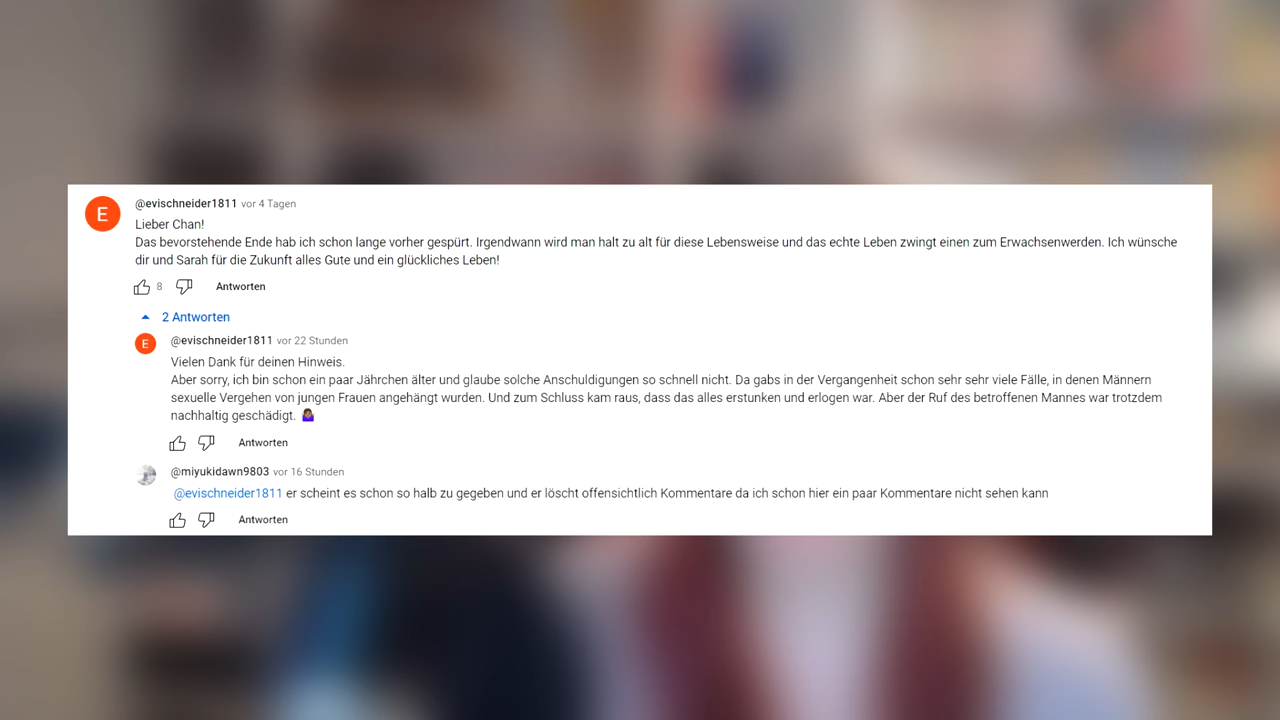 E
@evischneider1811 vor 4 Tagen
Lieber Chan!
Das bevorstehende Ende hab ich schon lange vorher gespürt. Irgendwann wird man halt zu alt für diese Lebensweise und das echte Leben zwingt einen zum Erwachsenwerden. Ich wünsche
dir und Sarah für die Zukunft alles Gute und ein glückliches Leben!
8 Antworten
2 Antworten
E
@evischneider1811 vor 22 Stunden
Vielen Dank für deinen Hinweis.
Aber sorry, ich bin schon ein paar Jährchen älter und glaube solche Anschuldigungen so schnell nicht. Da gabs in der Vergangenheit schon sehr sehr viele Fälle, in denen Männern
sexuelle Vergehen von jungen Frauen angehängt wurden. Und zum Schluss kam raus, dass das alles erstunken und erlogen war. Aber der Ruf des betroffenen Mannes war trotzdem
nachhaltig geschädigt. 🤷🏾‍♀️
Antworten
@miyukidawn9803 vor 16 Stunden
@evischneider1811 er scheint es schon so halb zu gegeben und er löscht offensichtlich Kommentare da ich schon hier ein paar Kommentare nicht sehen kann
Antworten